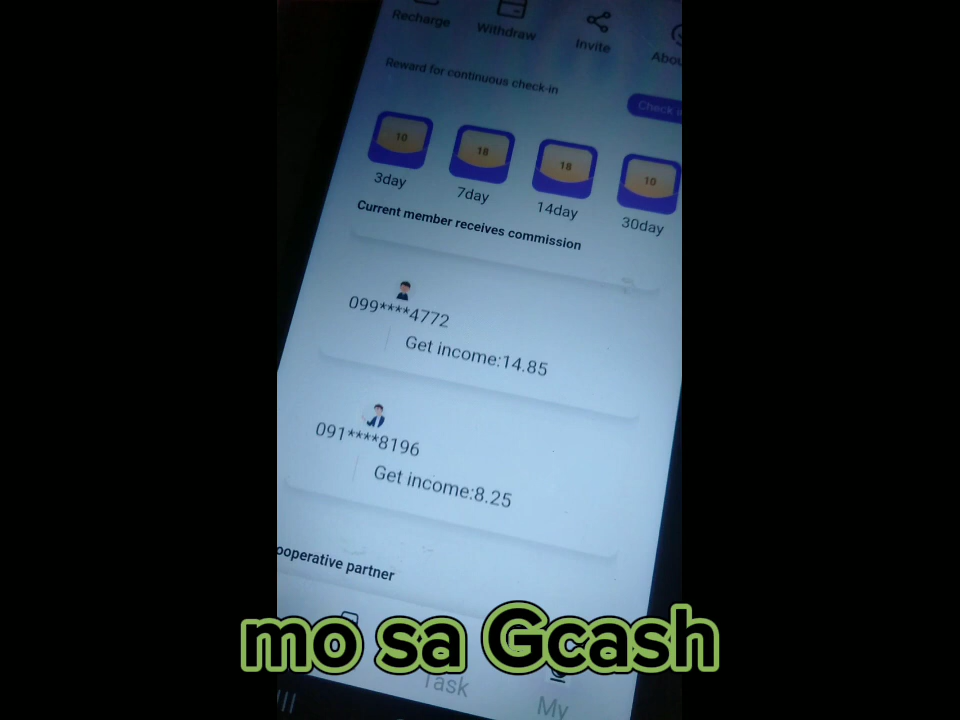 Recharge
Withdraw
Invite
Reward for continuous check-in
Check
10
18
18
10
3day
7day
14day
30day
Current member receives commission
099****4772
Get income:14.85
091****8196
Get income:8.25
ooperative partner
mo sa Gcash
Task
My